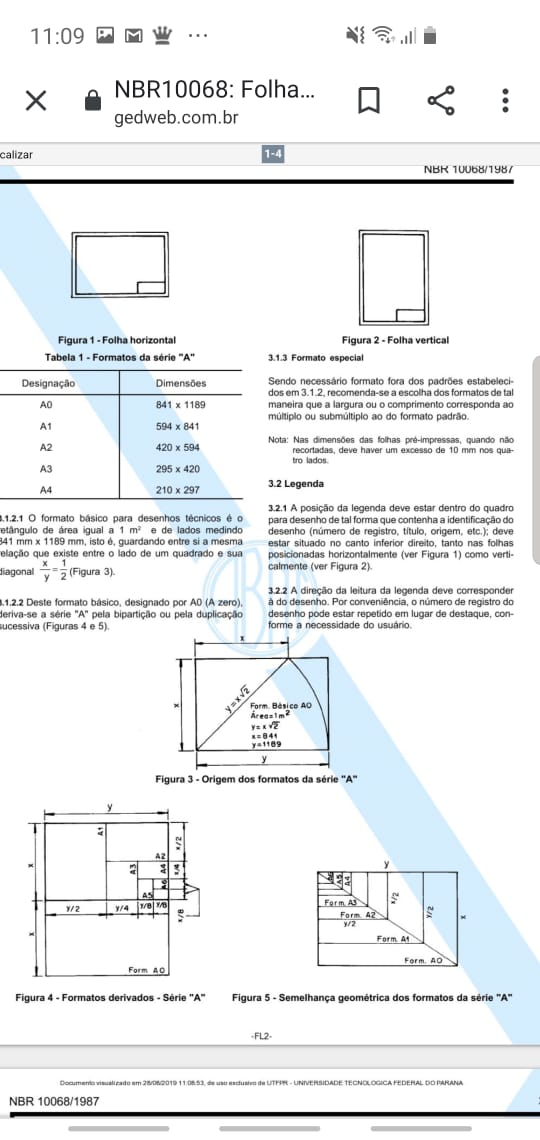 11:09
NBR10068: Folha...
gedweb.com.br
calizar
1-4
NBR 10068/1987
Figura 1 - Folha horizontal
Tabela 1 - Formatos da série "A"
Designação Dimensões
A0 841 x 1189
A1 594 x 841
A2 420 x 594
A3 295 x 420
A4 210 x 297
3.1.2.1 O formato básico para desenhos técnicos é o
retângulo de área igual a 1 m² e de lados medindo
841 mm x 1189 mm, isto é, guardando entre si a mesma
relação que existe entre o lado de um quadrado e sua
diagonal x/y = 1/2 (Figura 3).
3.1.2.2 Deste formato básico, designado por A0 (A zero),
deriva-se a série "A" pela bipartição ou pela duplicação
sucessiva (Figuras 4 e 5).
Figura 2 - Folha vertical
3.1.3 Formato especial
Sendo necessário formato fora dos padrões estabeleci-
dos em 3.1.2, recomenda-se a escolha dos formatos de tal
maneira que a largura ou o comprimento corresponda ao
múltiplo ou submúltiplo ao do formato padrão.
Nota: Nas dimensões das folhas pré-impressas, quando não
recortadas, deve haver um excesso de 10 mm nos qua-
tro lados.
3.2 Legenda
3.2.1 A posição da legenda deve estar dentro do quadro
para desenho de tal forma que contenha a identificação do
desenho (número de registro, título, origem, etc.); deve
estar situado no canto inferior direito, tanto nas folhas
posicionadas horizontalmente (ver Figura 1) como verti-
calmente (ver Figura 2).
3.2.2 A direção da leitura da legenda deve corresponder
à do desenho. Por conveniência, o número de registro do
desenho pode estar repetido em lugar de destaque, con-
forme a necessidade do usuário.
x
x
y=x√2
Form. Básico A0
Área=1m²
y=x√2
x=841
y=1189
y
Figura 3 - Origem dos formatos da série "A"
y
A1
x/2
A2
x
A3
A4
x/4
A6
A5
y/2 y/4 y/8 y/8
x/8
x
Form. A0
Figura 4 - Formatos derivados - Série "A"
y
A5
A4
Form. A3
x/2
Form. A2
y/2
y/2
x
Form. A1
Form. A0
Figura 5 - Semelhança geométrica dos formatos da série "A"
-FL2-
Documento visualizado em 28/08/2019 11:08:53, de uso exclusivo de UTFPR - UNIVERSIDADE TECNOLOGICA FEDERAL DO PARANA
NBR 10068/1987